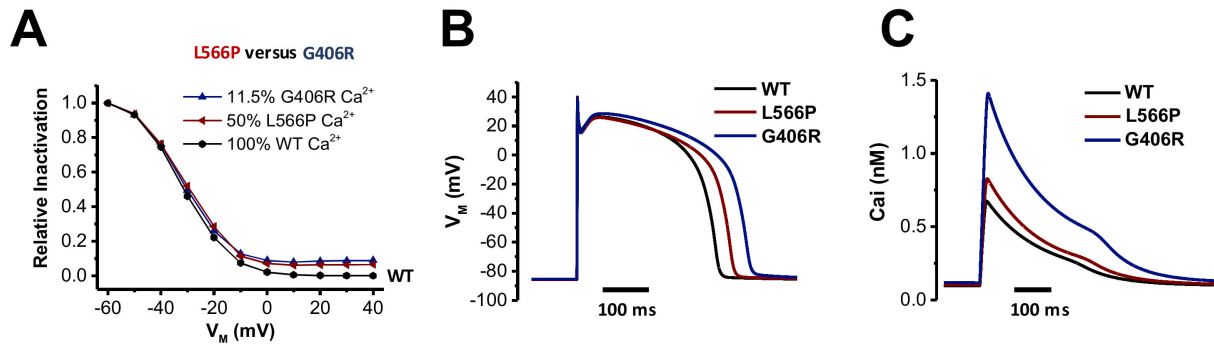 A
L566P versus G406R
11.5% G406R Ca2+
50% L566P Ca2+
100% WT Ca2+
Relative Inactivation
1.0
0.8
0.6
0.4
0.2
0.0
WT
-60
-40
-20
0
20
40
VM (mV)
B
WT
L566P
G406R
VM (mV)
40
20
0
-20
-40
-60
-80
-100
100 ms
C
WT
L566P
G406R
Cai (nM)
1.5
1.0
0.5
0.0
100 ms